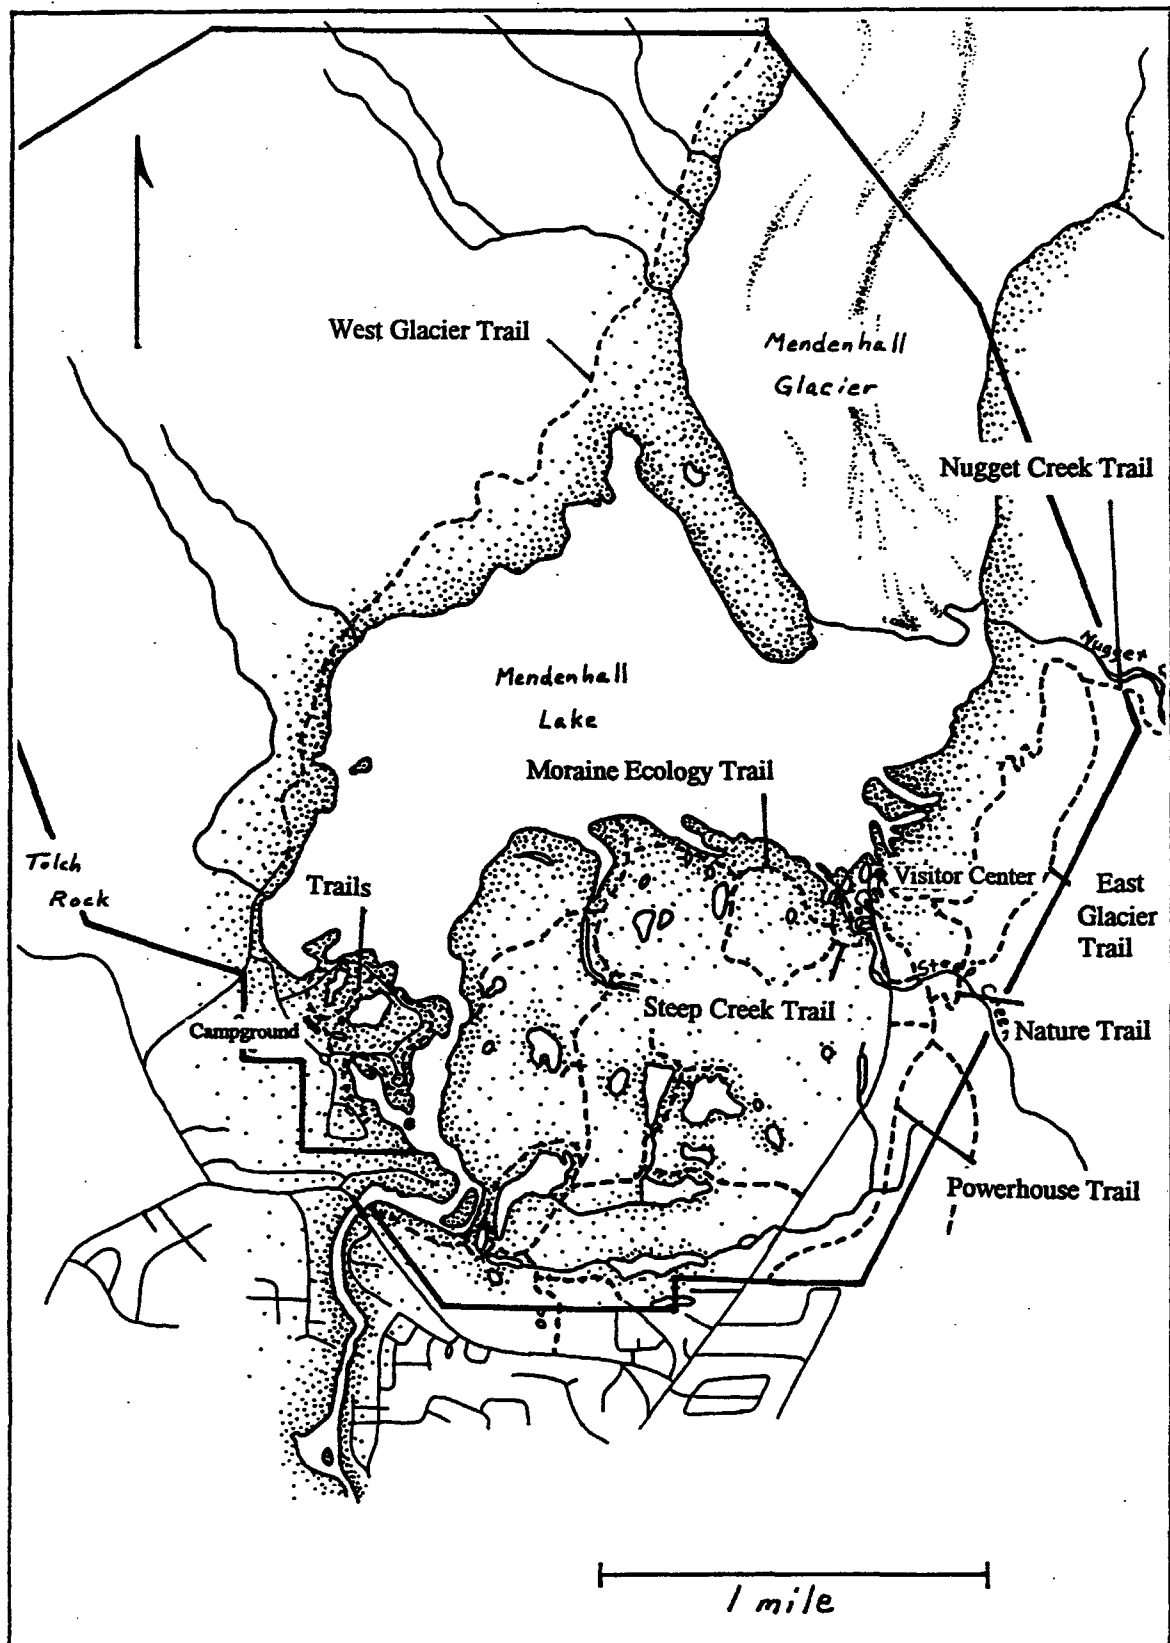 West Glacier Trail
Mendenhall
Glacier
Nugget Creek Trail
Nugget
Mendenhall
Lake
Moraine Ecology Trail
Tolch
Rock
Trails
Visitor Center
East
Glacier
Trail
Steep Creek Trail
Campground
Nature Trail
Powerhouse Trail
1 mile